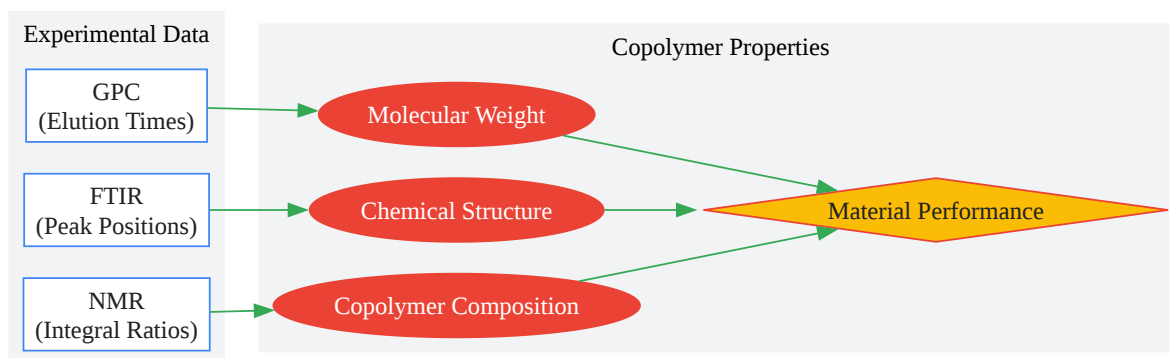 Experimental Data
Copolymer Properties
GPC
(Elution Times)
Molecular Weight
FTIR
(Peak Positions)
Chemical Structure
Material Performance
NMR
(Integral Ratios)
Copolymer Composition